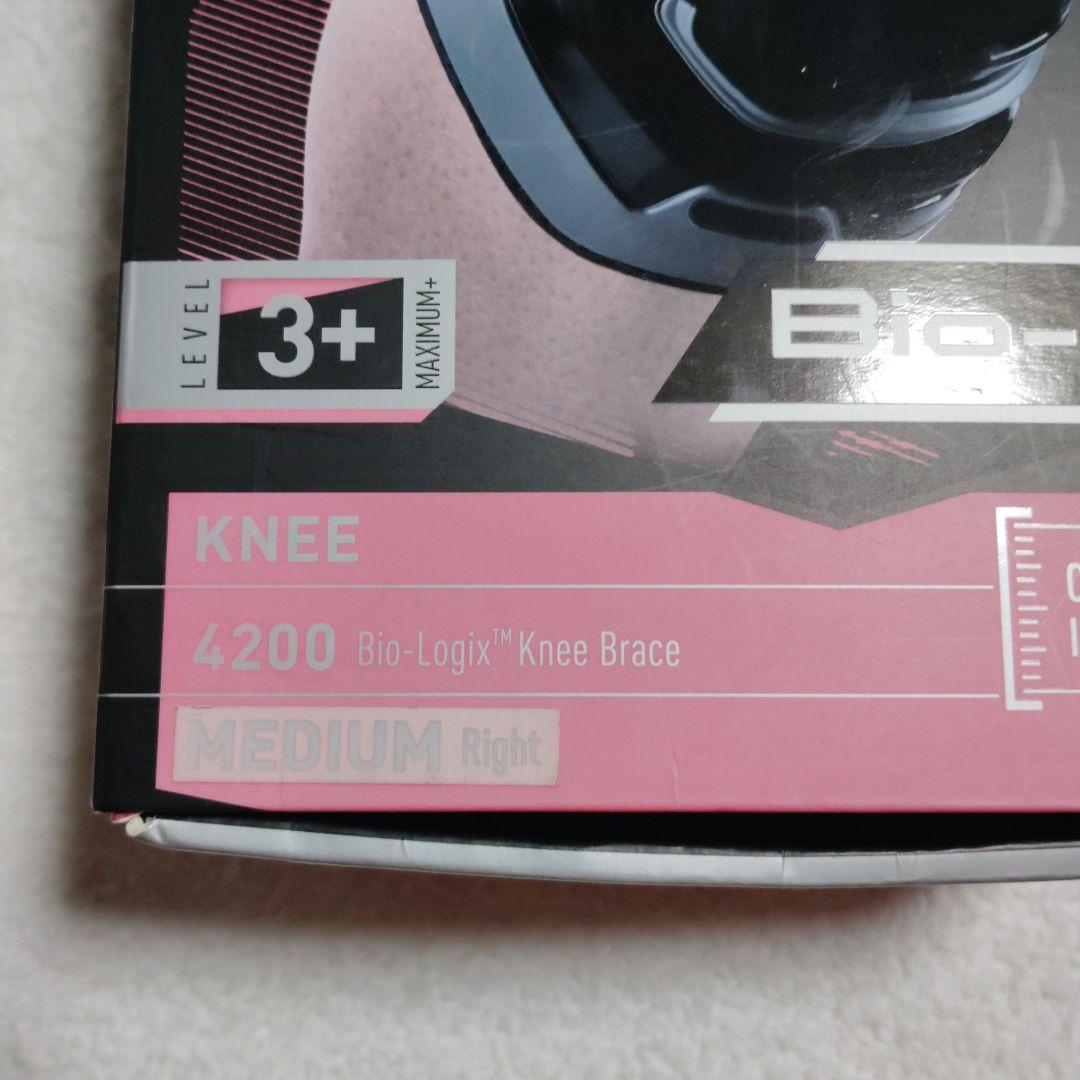 LEVEL
3+
MAXIMUM+
Bio-
KNEE
4200 Bio-Logix™ Knee Brace
MEDIUM Right